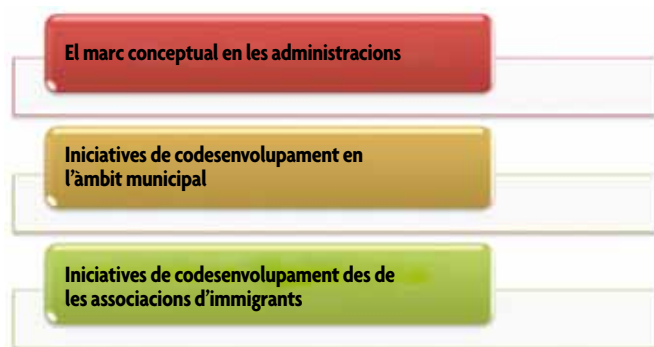 El marc conceptual en les administracions
Iniciatives de codesenvolupament en
l'àmbit municipal
Iniciatives de codesenvolupament des de
les associacions d'immigrants